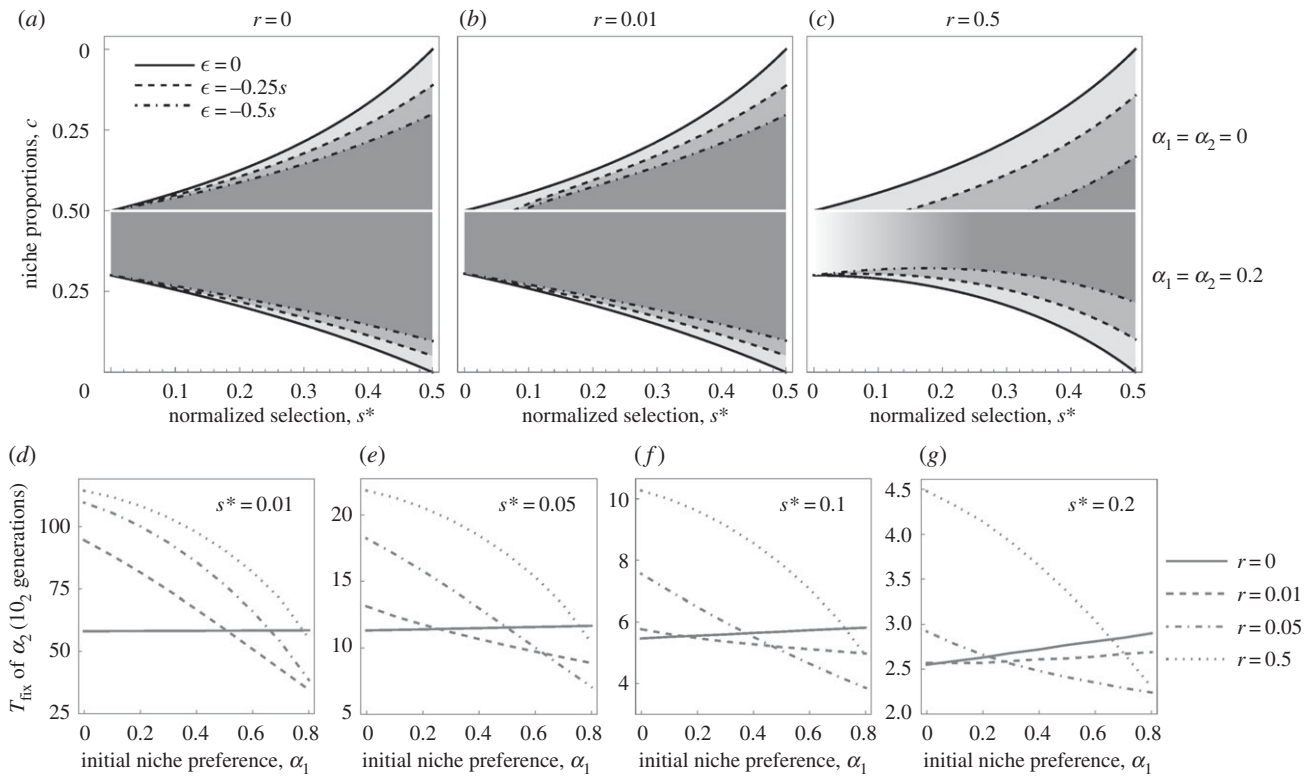 (a) r = 0 (b) r = 0.01 (c) r = 0.5
0
ϵ = 0
ϵ = –0.25s
ϵ = –0.5s
0.25
α1 = α2 = 0
niche proportions, c
0.50
0.25
α1 = α2 = 0.2
0 0 0
0.1 0.2 0.3 0.4 0.5 0.1 0.2 0.3 0.4 0.5 0.1 0.2 0.3 0.4 0.5
normalized selection, s* normalized selection, s* normalized selection, s*
(d) (e) (f) (g)
s* = 0.01 s* = 0.05 s* = 0.1 s* = 0.2
Tfix of α2 (102 generations)
100
75
50
25
20
15
10
5
10
8
6
4
4.5
4.0
3.5
3.0
2.5
2.0
r = 0
r = 0.01
r = 0.05
r = 0.5
0 0.2 0.4 0.6 0.8 0 0.2 0.4 0.6 0.8 0 0.2 0.4 0.6 0.8 0 0.2 0.4 0.6 0.8
initial niche preference, α1 initial niche preference, α1 initial niche preference, α1 initial niche preference, α1